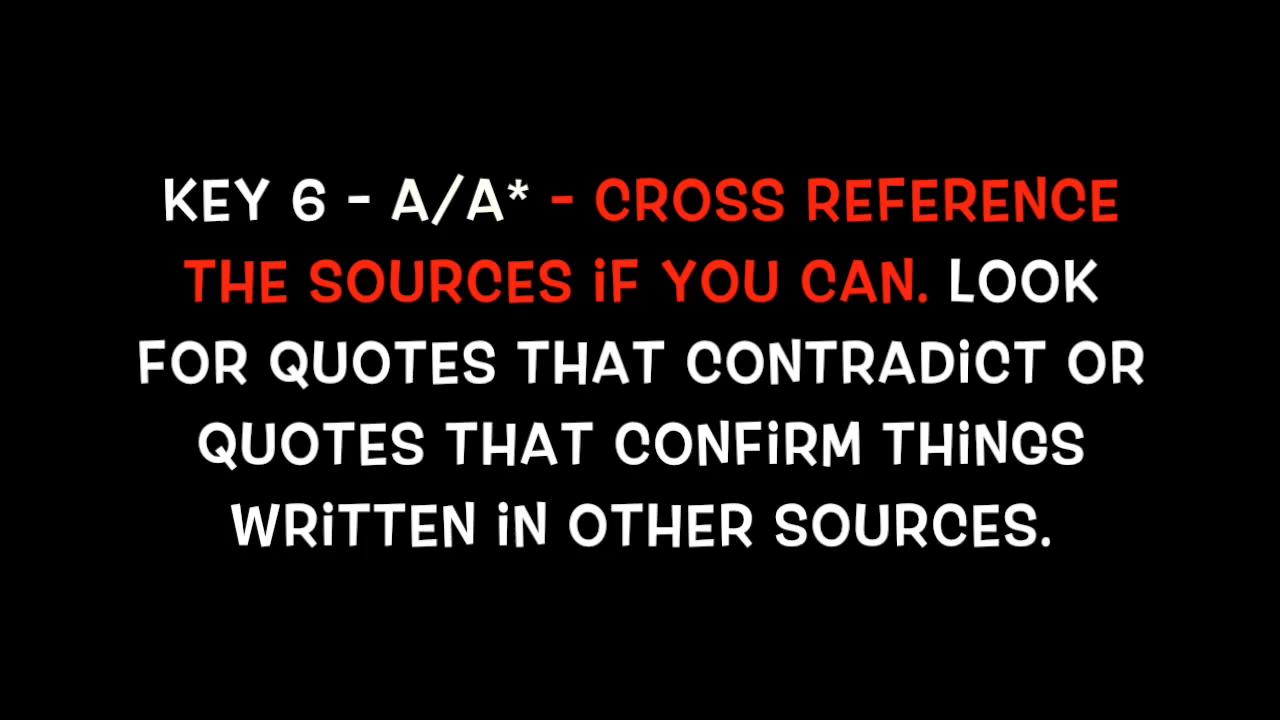 KEY 6 - A/A* - CROSS REFERENCE
THE SOURCES iF YOU CAN. LOOK
FOR QUOTES THAT CONTRADiCT OR
QUOTES THAT CONFiRM THiNGS
WRiTTEN iN OTHER SOURCES.